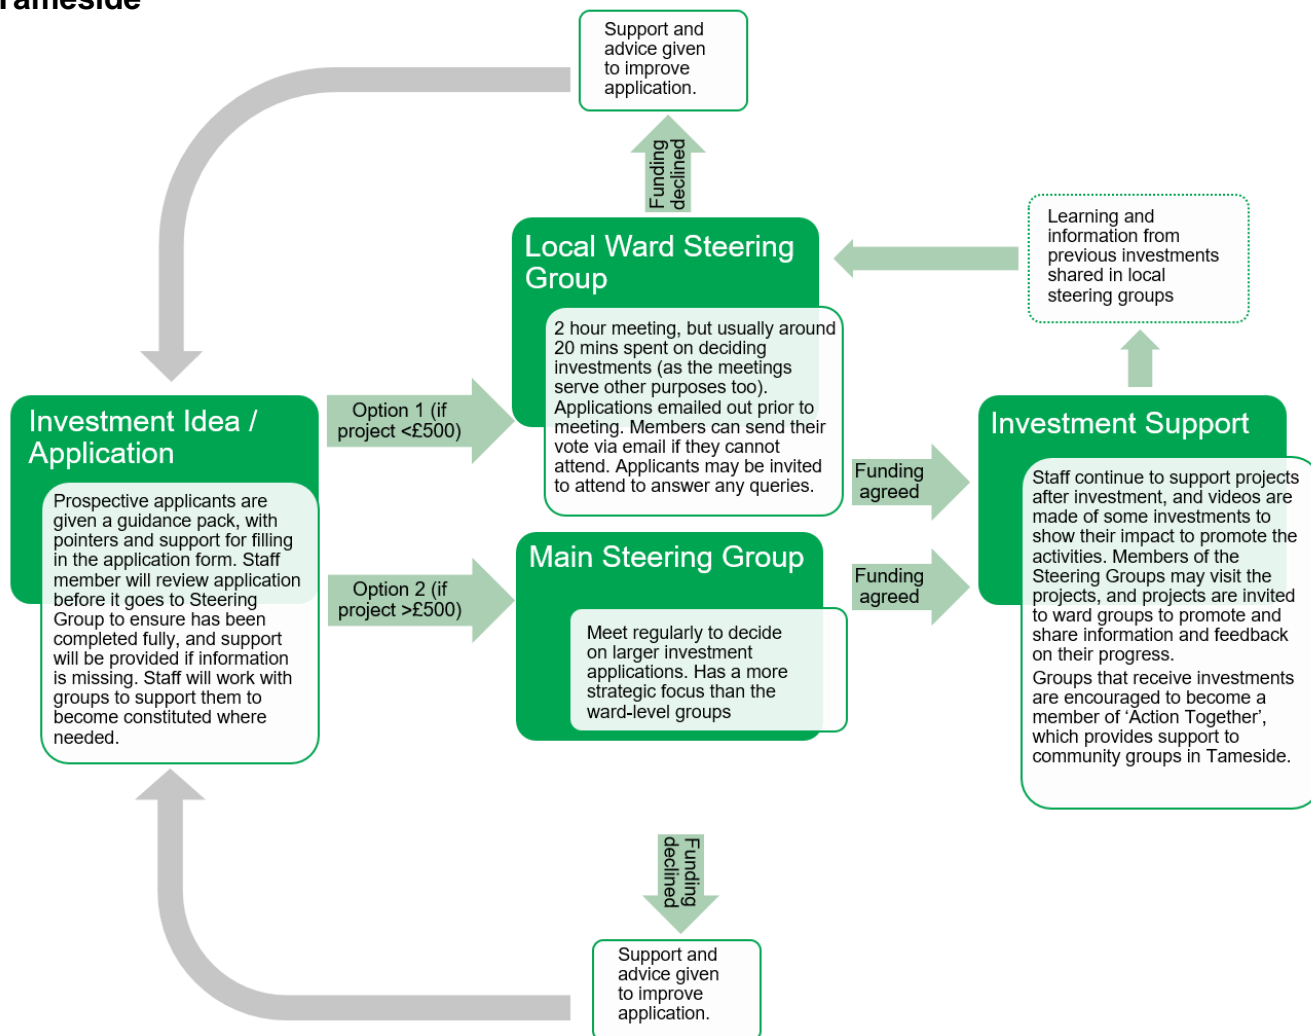 Tameside
Support and
advice given
to improve
application.
Funding
declined
Learning and
information from
previous investments
shared in local
steering groups
Local Ward Steering
Group
2 hour meeting, but usually around
20 mins spent on deciding
investments (as the meetings
serve other purposes too).
Applications emailed out prior to
meeting. Members can send their
vote via email if they cannot
attend. Applicants may be invited
to attend to answer any queries.
Investment Idea /
Application
Prospective applicants are
given a guidance pack, with
pointers and support for filling
in the application form. Staff
member will review application
before it goes to Steering
Group to ensure has been
completed fully, and support
will be provided if information
is missing. Staff will work with
groups to support them to
become constituted where
needed.
Option 1 (if
project <£500)
Option 2 (if
project >£500)
Funding
agreed
Main Steering Group
Meet regularly to decide
on larger investment
applications. Has a more
strategic focus than the
ward-level groups
Funding
agreed
Investment Support
Staff continue to support projects
after investment, and videos are
made of some investments to
show their impact to promote the
activities. Members of the
Steering Groups may visit the
projects, and projects are invited
to ward groups to promote and
share information and feedback
on their progress.
Groups that receive investments
are encouraged to become a
member of ‘Action Together’,
which provides support to
community groups in Tameside.
Funding
declined
Support and
advice given
to improve
application.